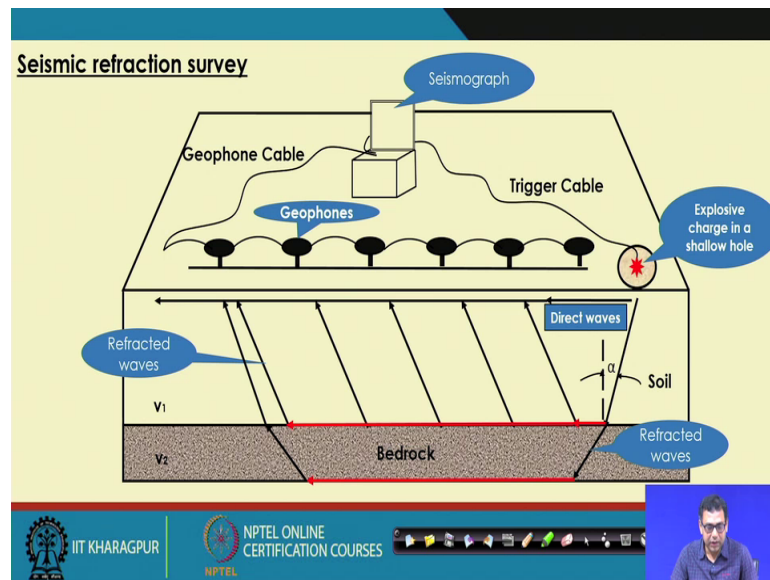 Seismic refraction survey
Seismograph
Geophone Cable
Trigger Cable
Geophones
Explosive
charge in a
shallow hole
Direct waves
Refracted
waves
α
Soil
V1
Refracted
waves
Bedrock
V2
IIT KHARAGPUR
NPTEL
NPTEL ONLINE
CERTIFICATION COURSES